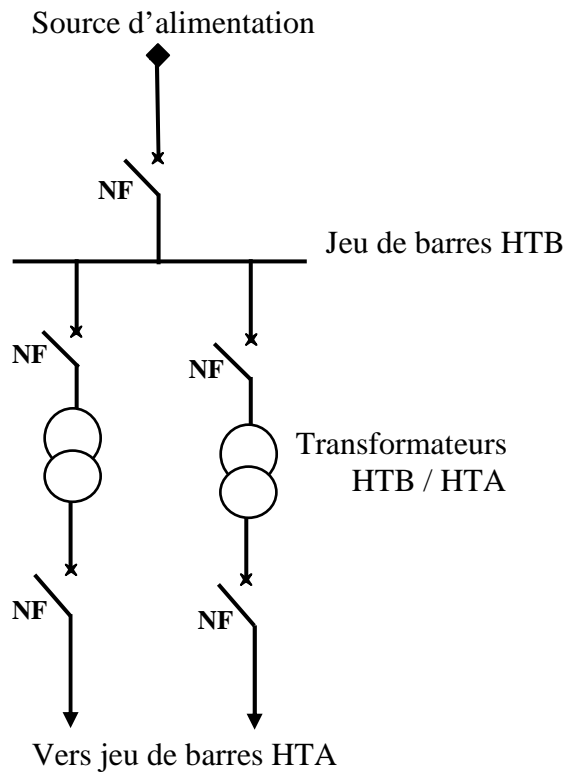 Source d'alimentation
NF
Jeu de barres HTB
NF
NF
Transformateurs
HTB / HTA
NF
NF
Vers jeu de barres HTA